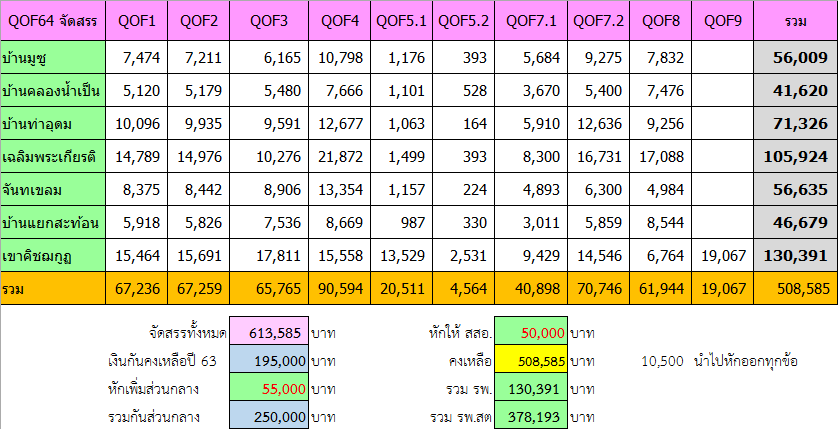 QOF64 จัดสรร QOF1 QOF2 QOF3 QOF4 QOF5.1 QOF5.2 QOF7.1 QOF7.2 QOF8 QOF9 รวม
บ้านมูซู 7,474 7,211 6,165 10,798 1,176 393 5,684 9,275 7,832 56,009
บ้านคลองน้ำเป็น 5,120 5,179 5,480 7,666 1,101 528 3,670 5,400 7,476 41,620
บ้านท่าอุดม 10,096 9,935 9,591 12,677 1,063 164 5,910 12,636 9,256 71,326
เฉลิมพระเกียรติ 14,789 14,976 10,276 21,872 1,499 393 8,300 16,731 17,088 105,924
จันทเขลม 8,375 8,442 8,906 13,354 1,157 224 4,893 6,300 4,984 56,635
บ้านแยกสะท้อน 5,918 5,826 7,536 8,669 987 330 3,011 5,859 8,544 46,679
เขาคิชฌกูฏ 15,464 15,691 17,811 15,558 13,529 2,531 9,429 14,546 6,764 19,067 130,391
รวม 67,236 67,259 65,765 90,594 20,511 4,564 40,898 70,746 61,944 19,067 508,585
จัดสรรทั้งหมด 613,585 บาท หักให้ สสอ. 50,000 บาท
เงินกันคงเหลือปี 63 195,000 บาท คงเหลือ 508,585 บาท 10,500 นำไปหักออกทุกข้อ
หักเพิ่มส่วนกลาง 55,000 บาท รวม รพ. 130,391 บาท
รวมกันส่วนกลาง 250,000 บาท รวม รพ.สต 378,193 บาท